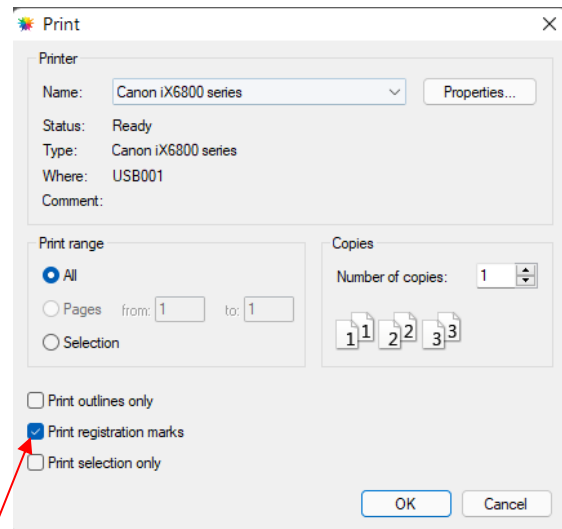 Print
Printer
Name: Canon iX6800 series Properties...
Status: Ready
Type: Canon iX6800 series
Where: USB001
Comment:
Print range
All
Pages from: 1 to: 1
Selection
Copies
Number of copies: 1
1 1 2 2 3 3
Print outlines only
Print registration marks
Print selection only
OK Cancel